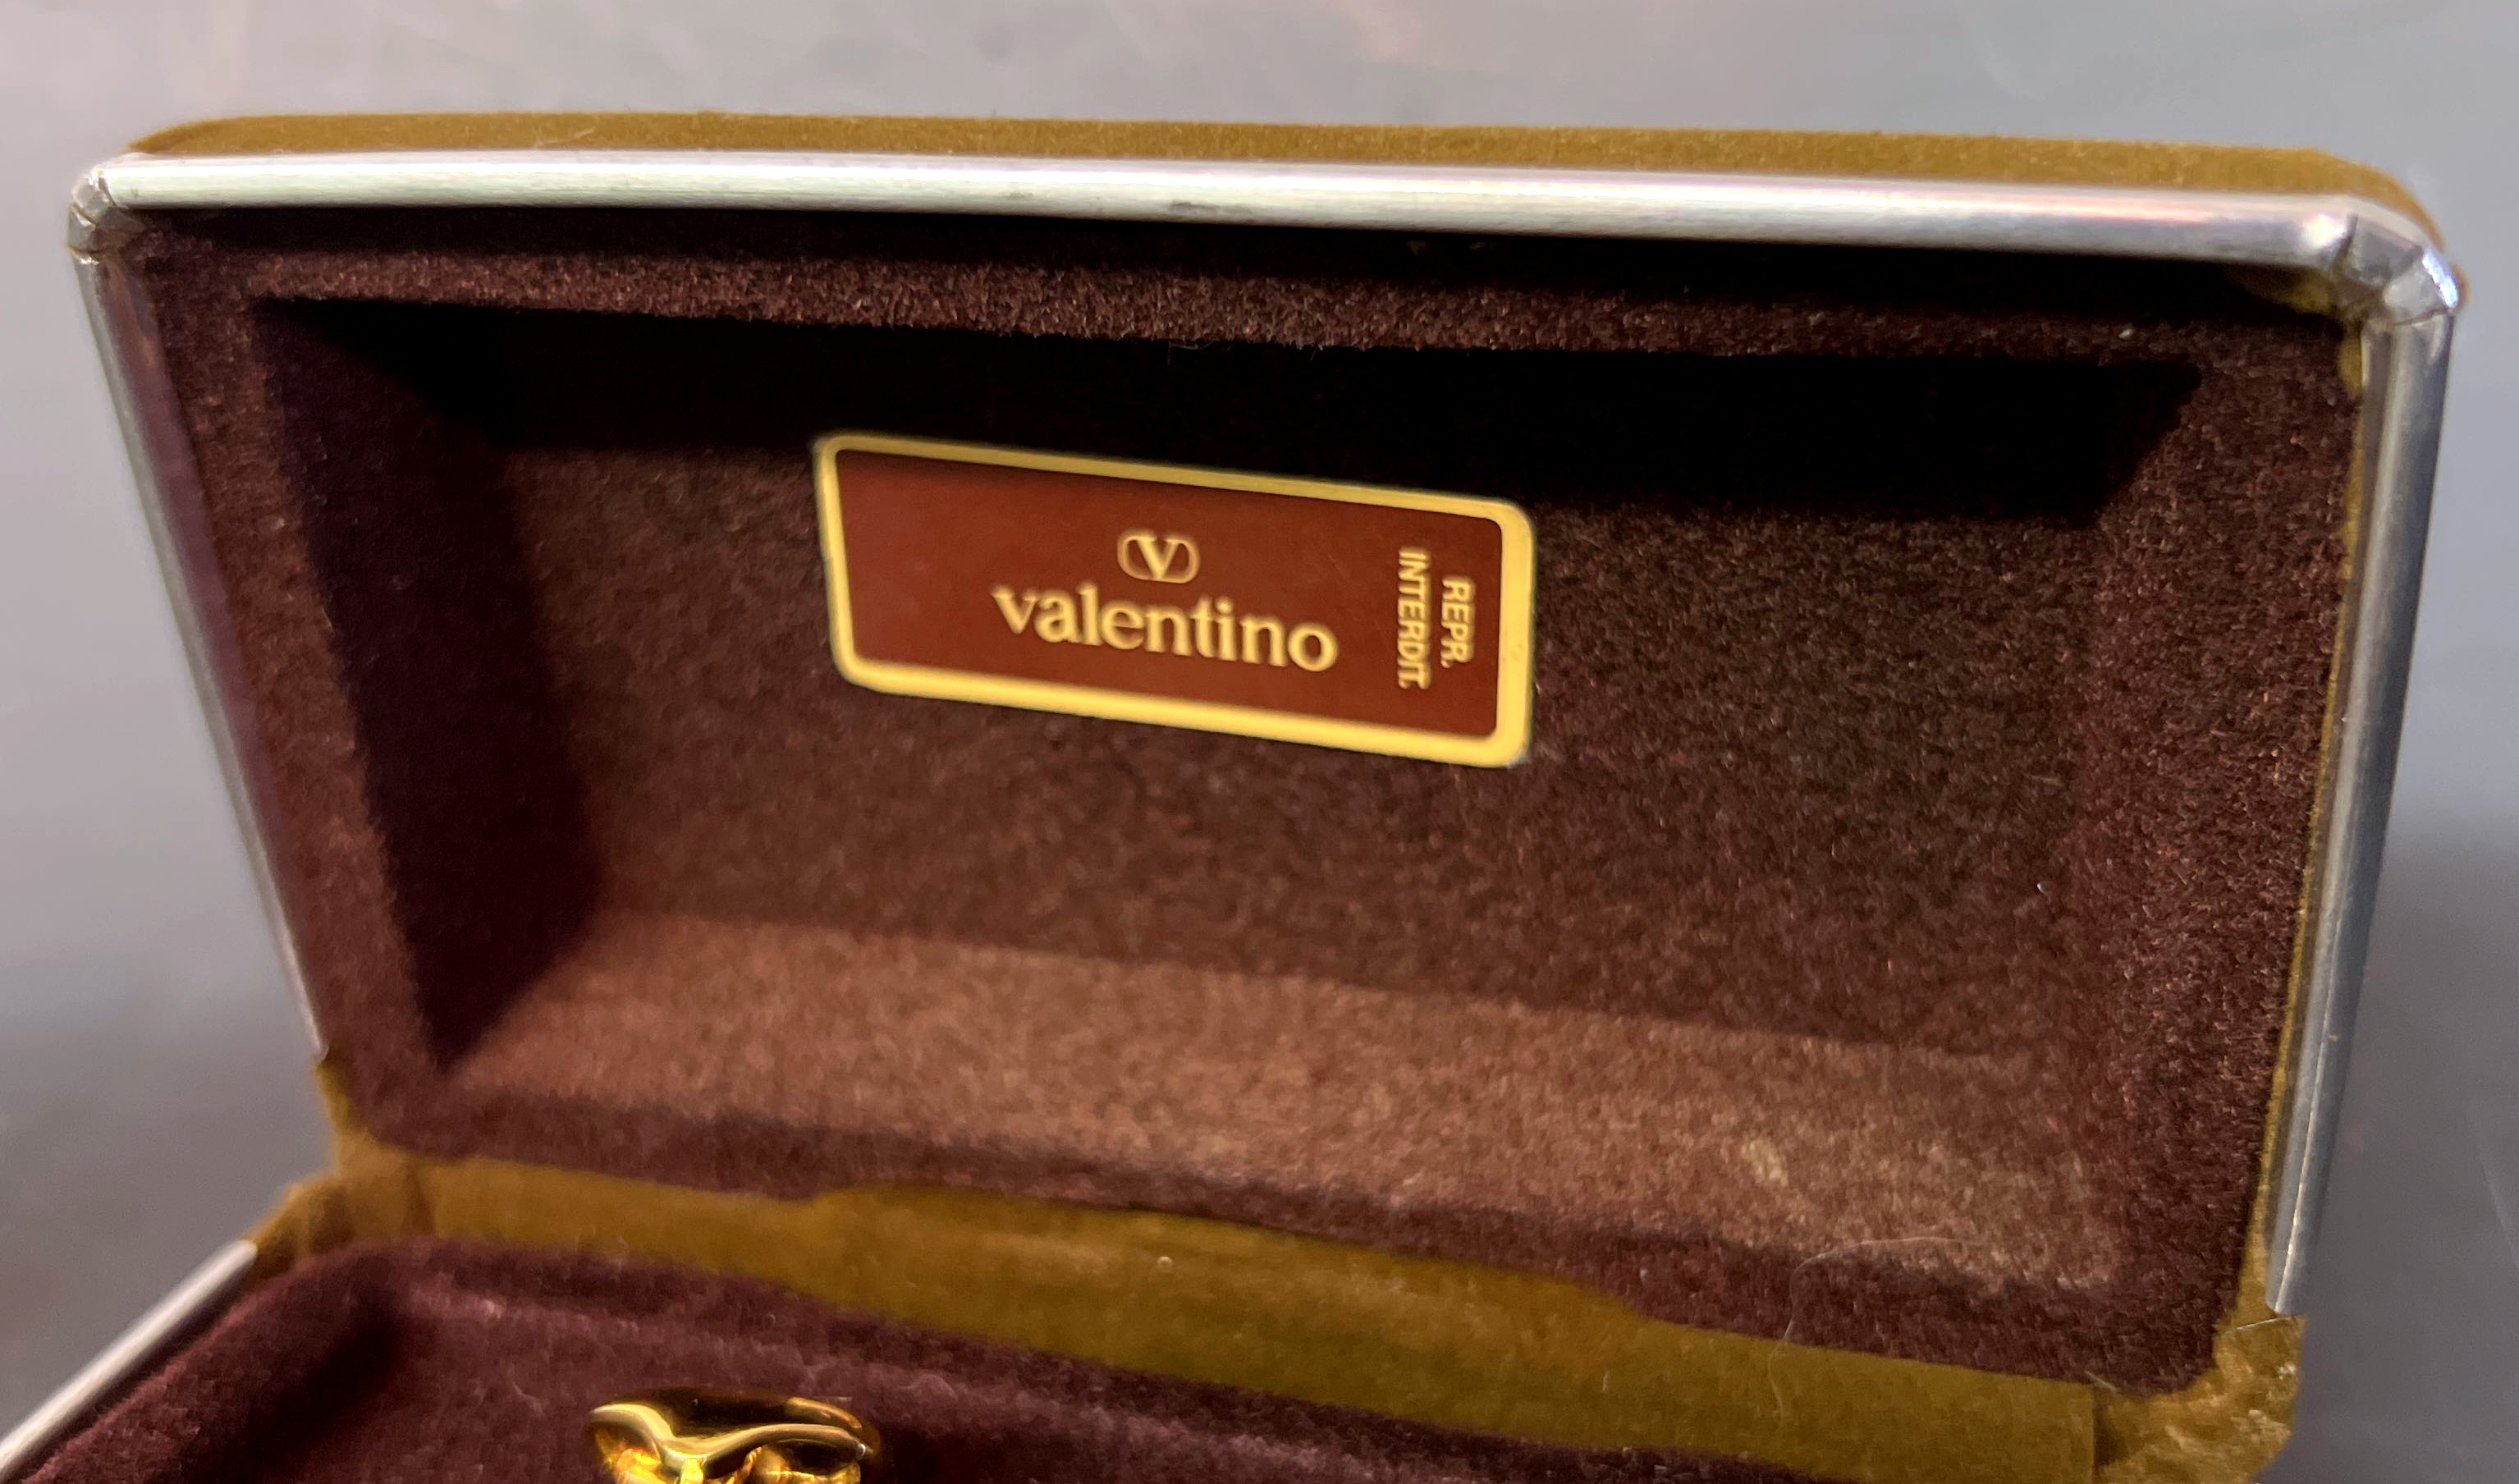 V
valentino
REPR.
INTERDIT.